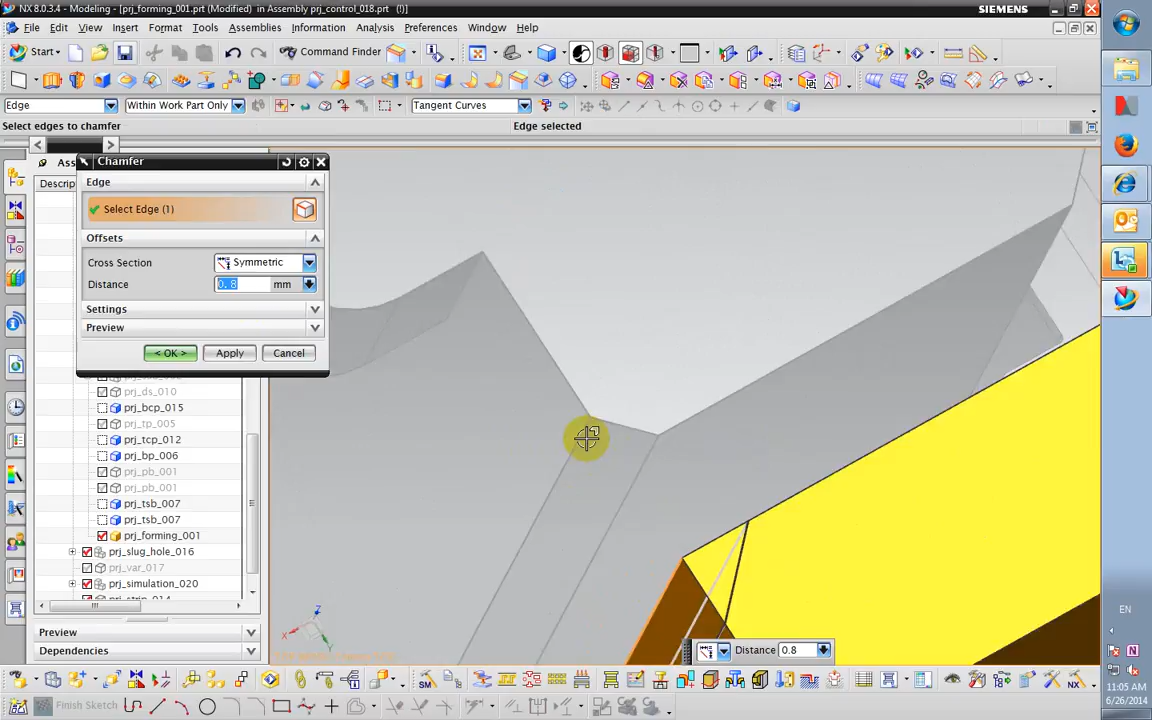 NX 8.0.3.4 - Modeling - [prj_forming_001.prt (Modified) in Assembly prj_control_018.prt (!)]
SIEMENS
File Edit View Insert Format Tools Assemblies Information Analysis Preferences Window Help
Start
Command Finder
Edge
Within Work Part Only
Tangent Curves
Select edges to chamfer
Edge selected
Chamfer
Ass
Descrip
Edge
Select Edge (1)
Offsets
Cross Section
Symmetric
Distance
0.8
mm
Settings
Preview
< OK >
Apply
Cancel
prj_ds_010
prj_bcp_015
prj_tp_005
prj_tcp_012
prj_bp_006
prj_pb_001
prj_pb_001
prj_tsb_007
prj_tsb_007
prj_forming_001
prj_slug_hole_016
prj_var_017
prj_simulation_020
Preview
Dependencies
Distance 0.8
Finish Sketch
EN
11:05 AM
6/26/2014